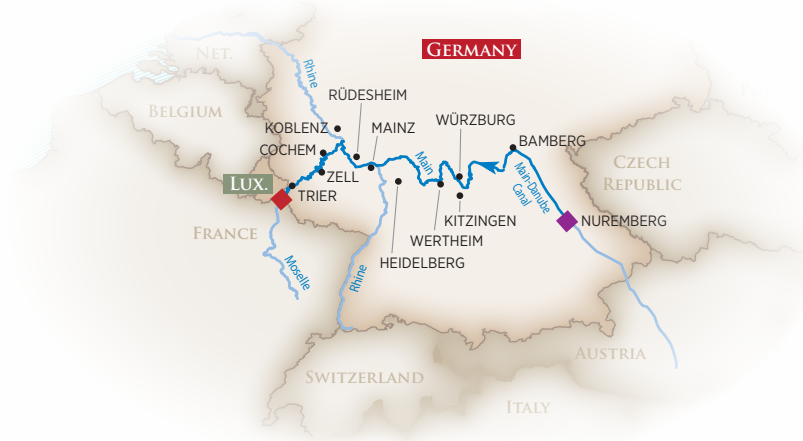 GERMANY
NET.
Rhine
BELGIUM
RÜDESHEIM
KOBLENZ
MAINZ
WÜRZBURG
COCHEM
BAMBERG
Main
CZECH
REPUBLIC
ZELL
LUX.
TRIER
Main-Danube
Canal
KITZINGEN
NUREMBERG
FRANCE
WERTHEIM
HEIDELBERG
Moselle
Rhine
AUSTRIA
SWITZERLAND
ITALY